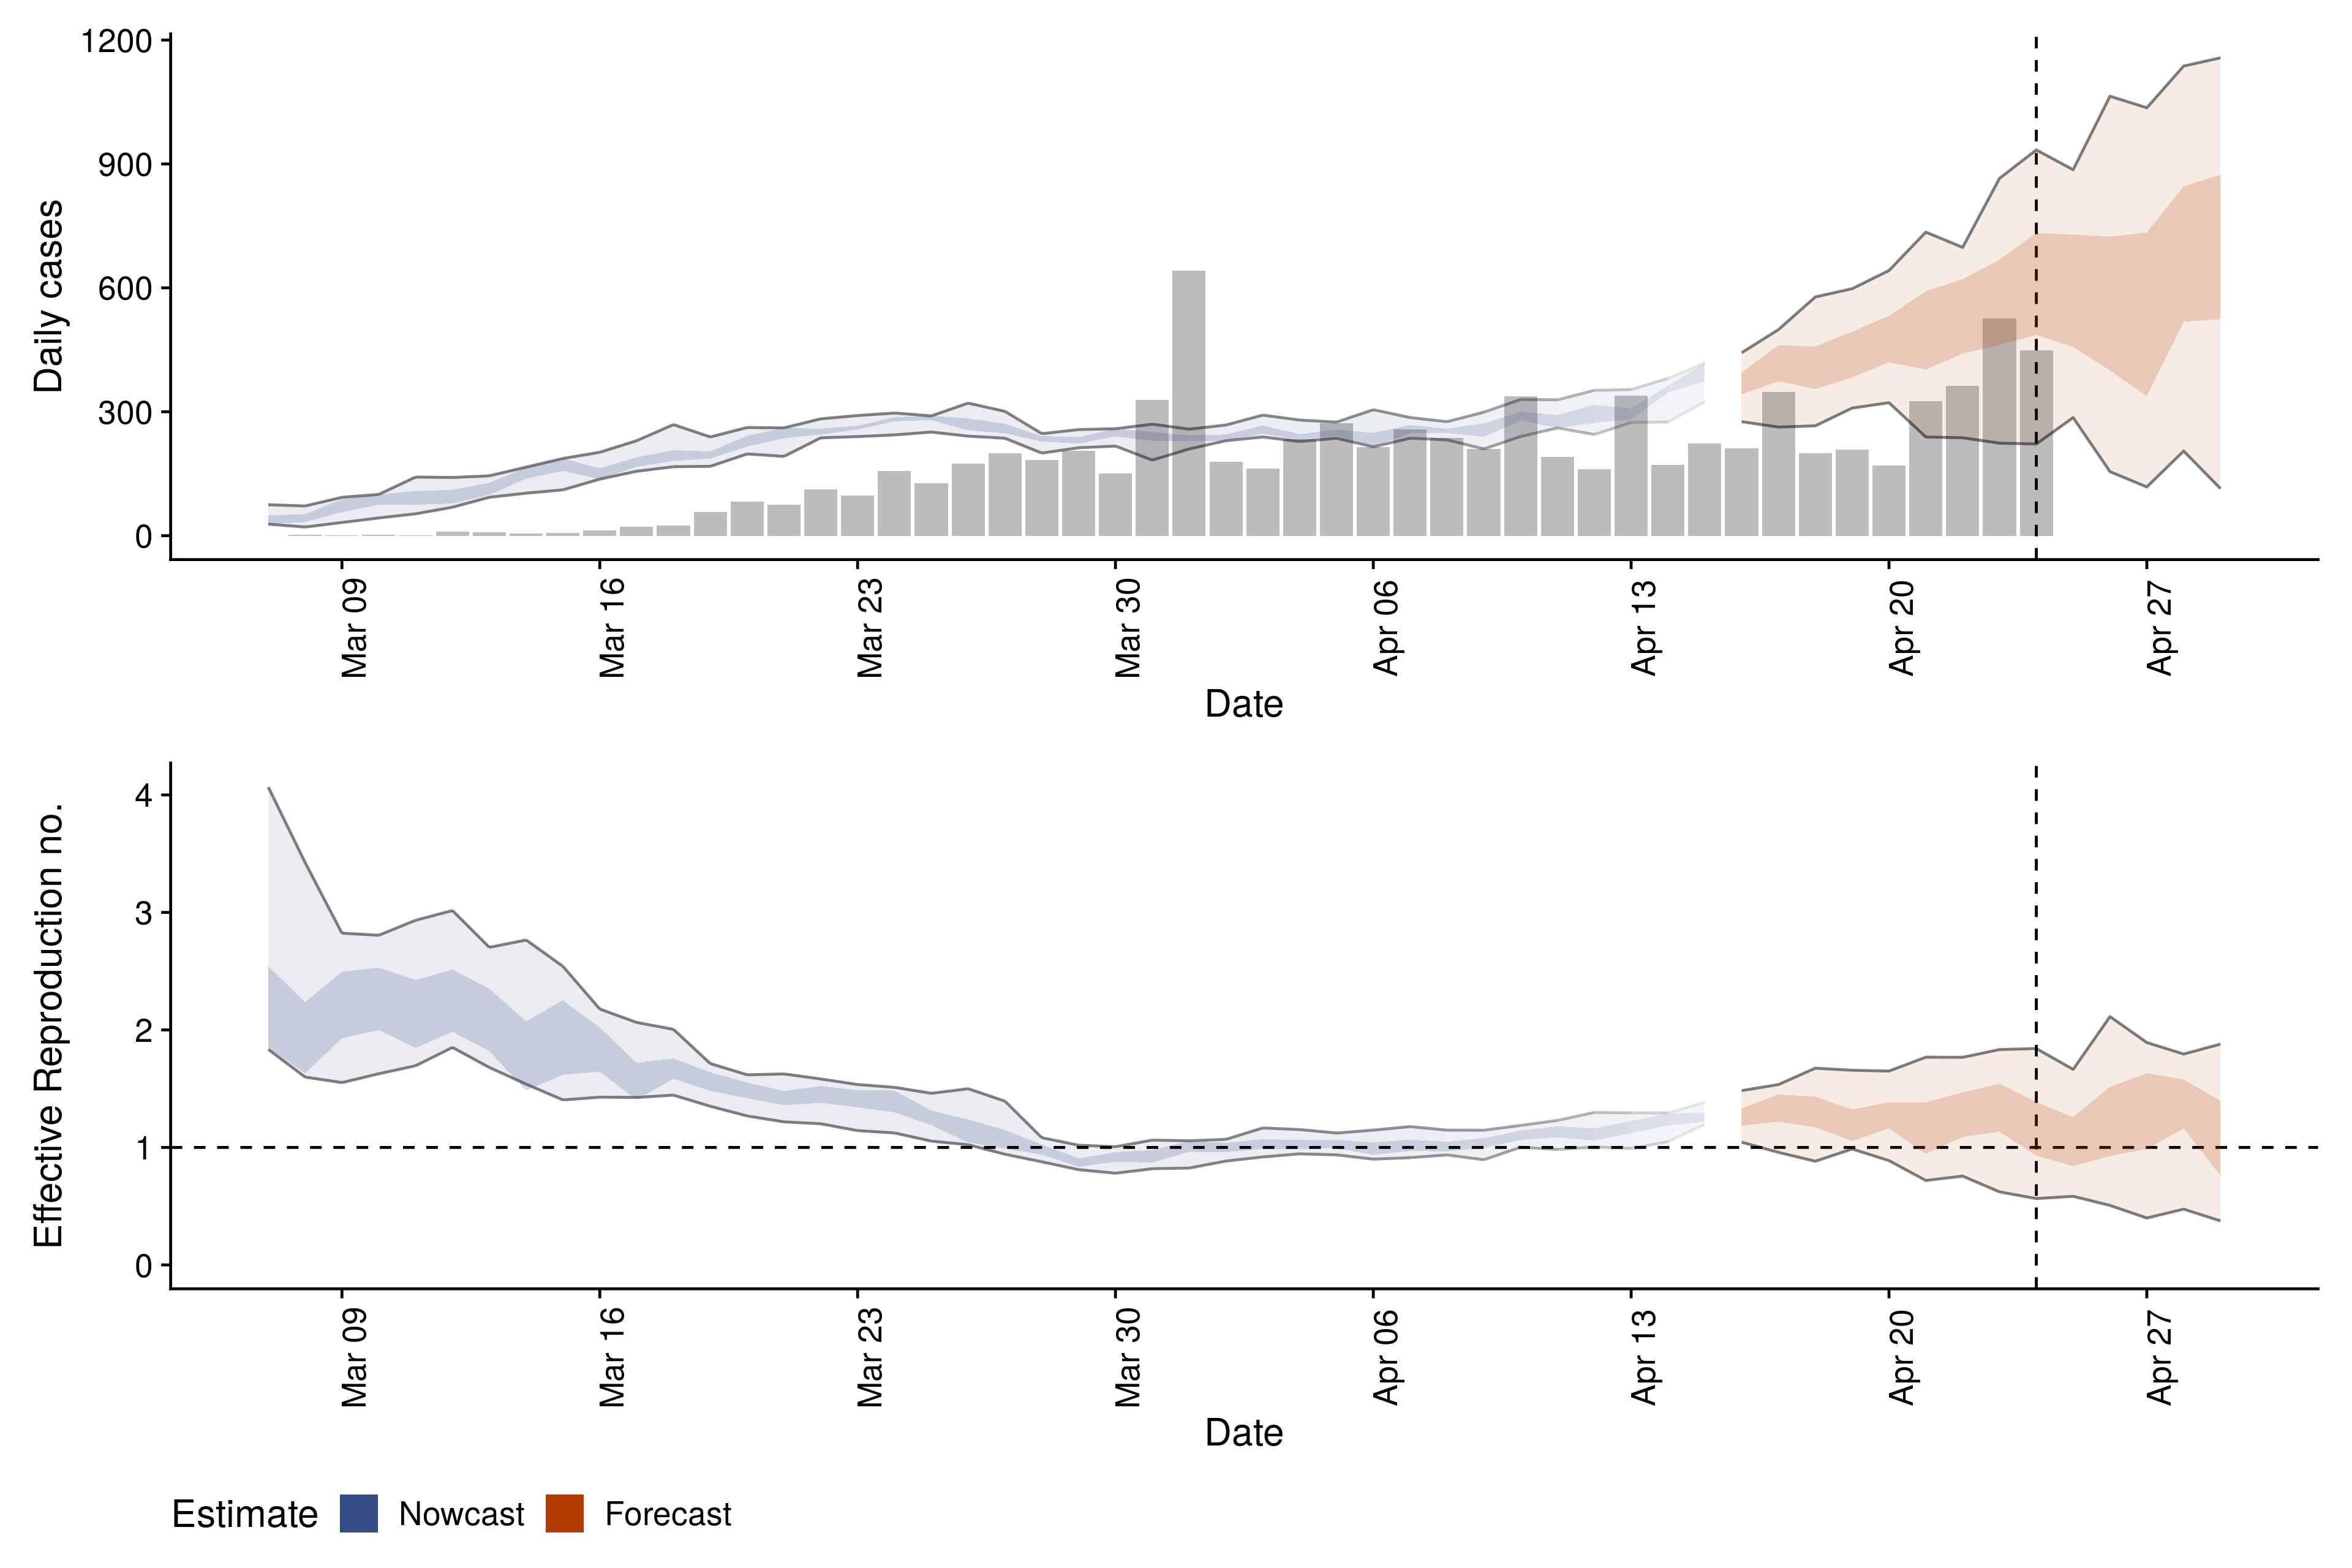 1200
900
600
300
0
Daily cases
Mar 09 Mar 16 Mar 23 Mar 30 Apr 06 Apr 13 Apr 20 Apr 27
Date
4
3
2
1
0
Effective Reproduction no.
Mar 09 Mar 16 Mar 23 Mar 30 Apr 06 Apr 13 Apr 20 Apr 27
Date
Estimate Nowcast Forecast